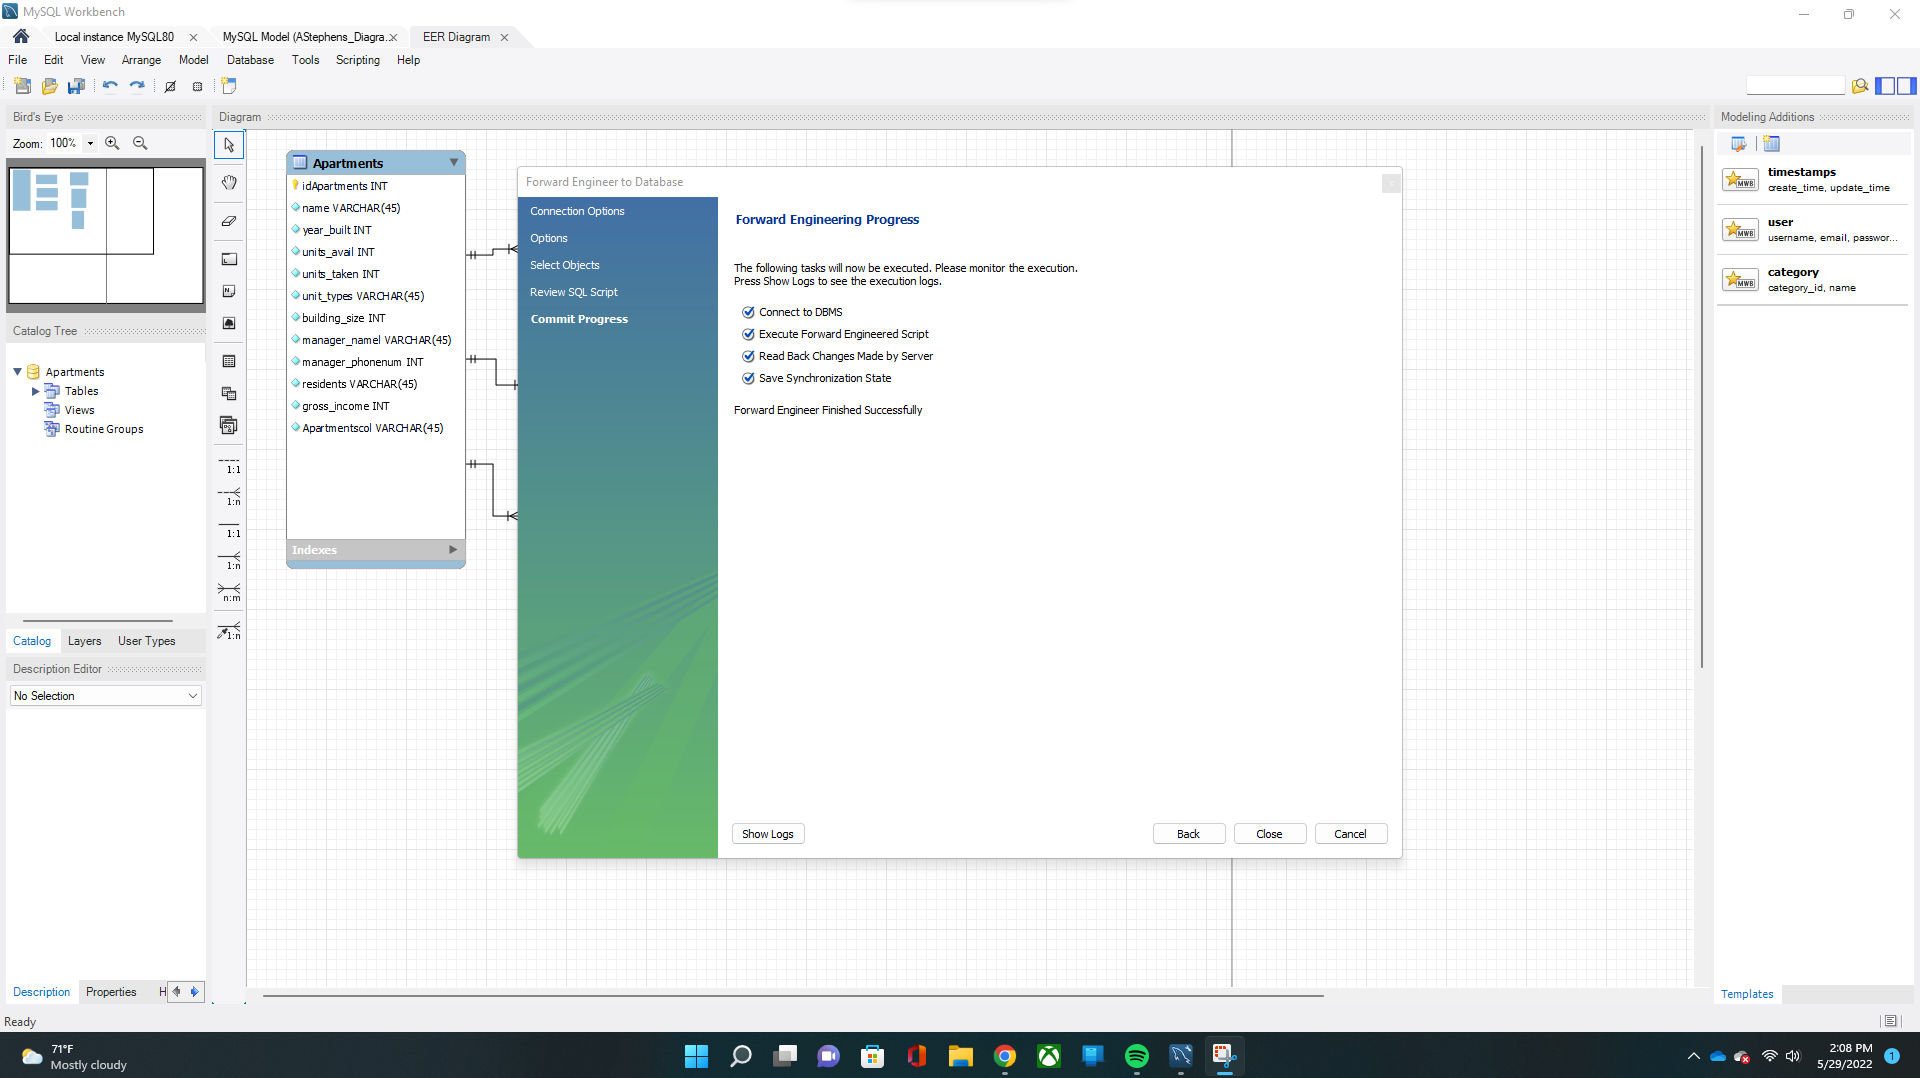 MySQL Workbench
Local instance MySQL80
MySQL Model (AStephens_Diagra...
EER Diagram
File Edit View Arrange Model Database Tools Scripting Help
Bird's Eye
Zoom: 100%
Diagram
Modeling Additions
timestamps
create_time, update_time
user
username, email, passwor...
category
category_id, name
Templates
Catalog Tree
Apartments
Tables
Views
Routine Groups
Catalog Layers User Types
Description Editor
No Selection
Description Properties H
Ready
1:1
1:n
1:1
1:n
n:m
1:n
Apartments
idApartments INT
name VARCHAR(45)
year_built INT
units_avail INT
units_taken INT
unit_types VARCHAR(45)
building_size INT
manager_namel VARCHAR(45)
manager_phonenum INT
residents VARCHAR(45)
gross_income INT
Apartmentscol VARCHAR(45)
Indexes
Forward Engineer to Database
Connection Options
Options
Select Objects
Review SQL Script
Commit Progress
Forward Engineering Progress
The following tasks will now be executed. Please monitor the execution.
Press Show Logs to see the execution logs.
Connect to DBMS
Execute Forward Engineered Script
Read Back Changes Made by Server
Save Synchronization State
Forward Engineer Finished Successfully
Show Logs
Back Close Cancel
MWB
MWB
MWB
71°F
Mostly cloudy
2:08 PM
5/29/2022
1